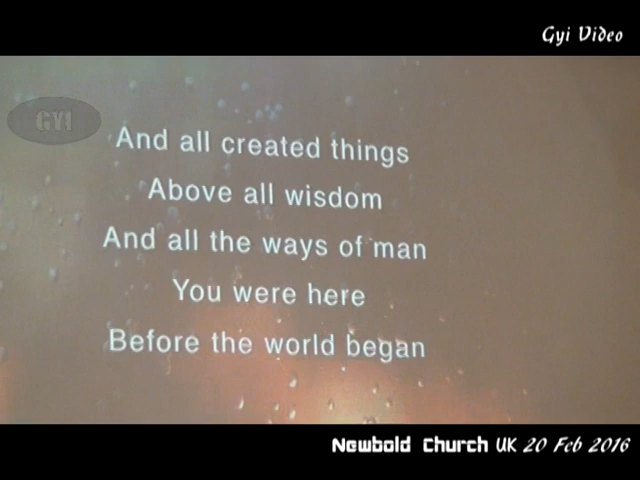 Gyi Video
GYI
And all created things
Above all wisdom
And all the ways of man
You were here
Before the world began
Newbold Church UK 20 Feb 2016